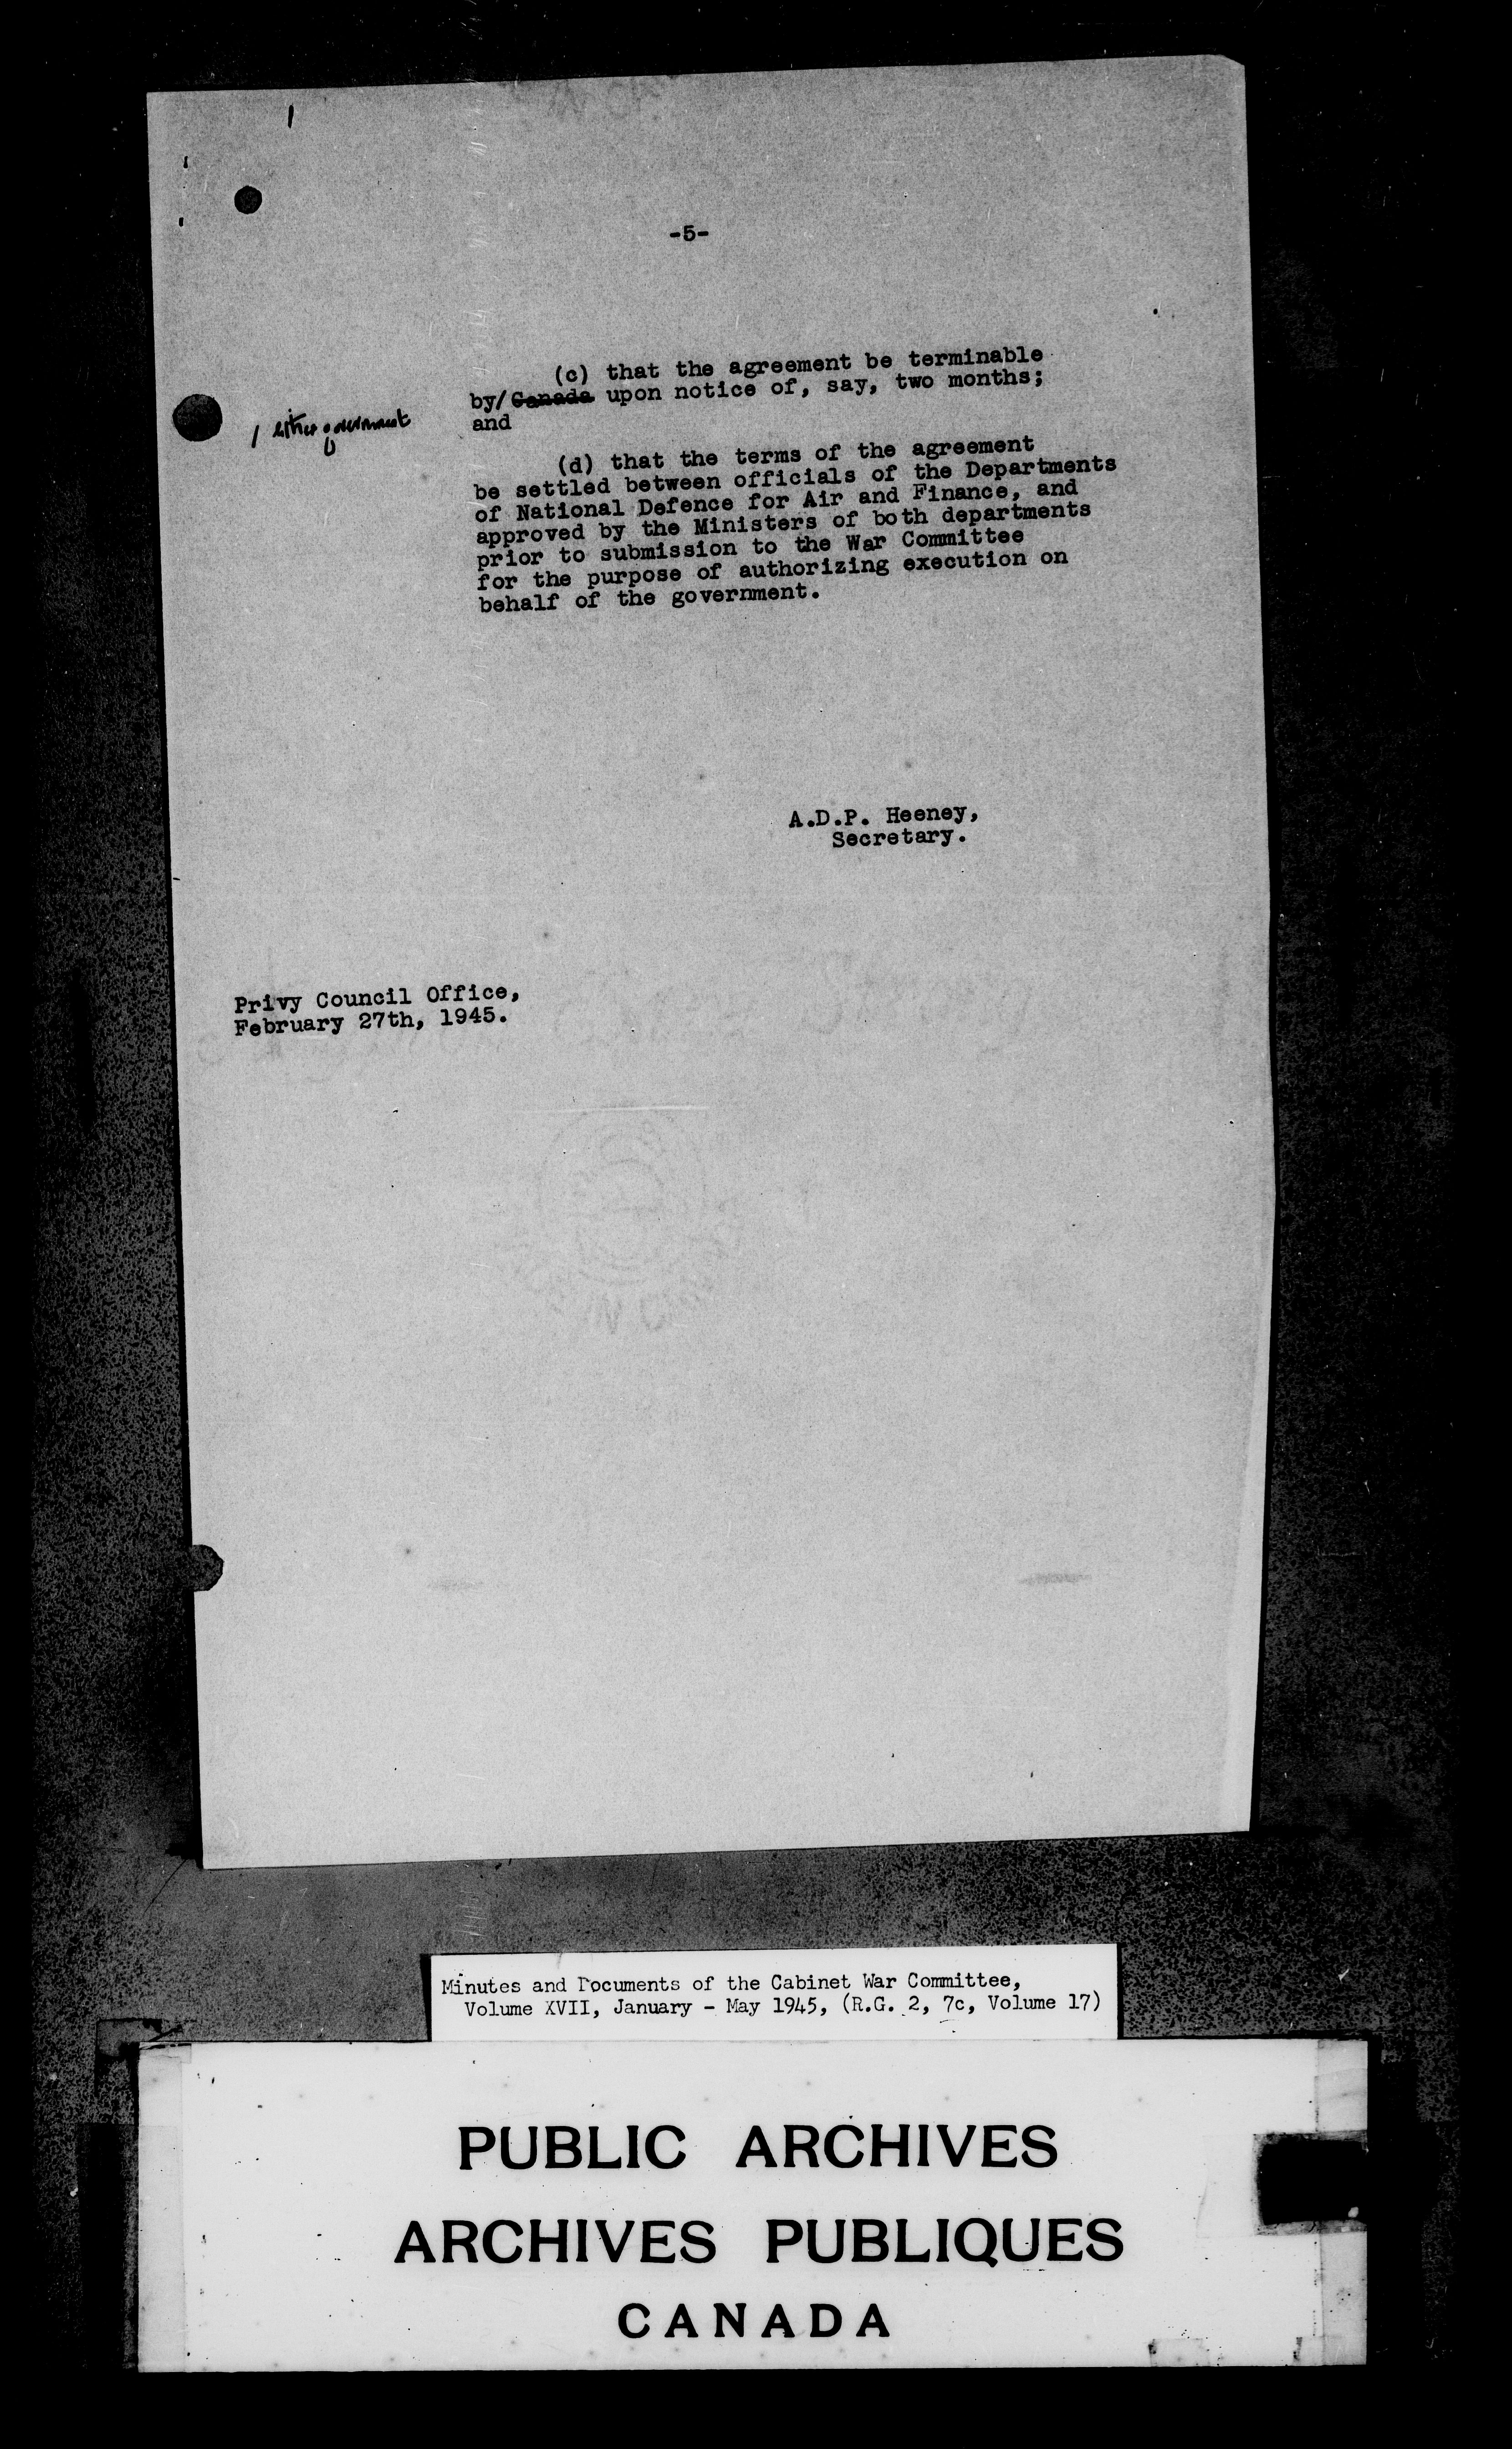 -5-
(c) that the agreement be terminable
by/Canada upon notice of, say, two months;
/ either government
and
(d) that the terms of the agreement
be settled between officials of the Departments
of National Defence for Air and Finance, and
approved by the Ministers of both departments
prior to submission to the War Committee
for the purpose of authorizing execution on
behalf of the government.
A.D.P. Heeney,
Secretary.
Privy Council Office,
February 27th, 1945.
Minutes and Documents of the Cabinet War Committee,
Volume XVII, January - May 1945, (R.G. 2, 7c, Volume 17)
PUBLIC ARCHIVES
ARCHIVES PUBLIQUES
CANADA